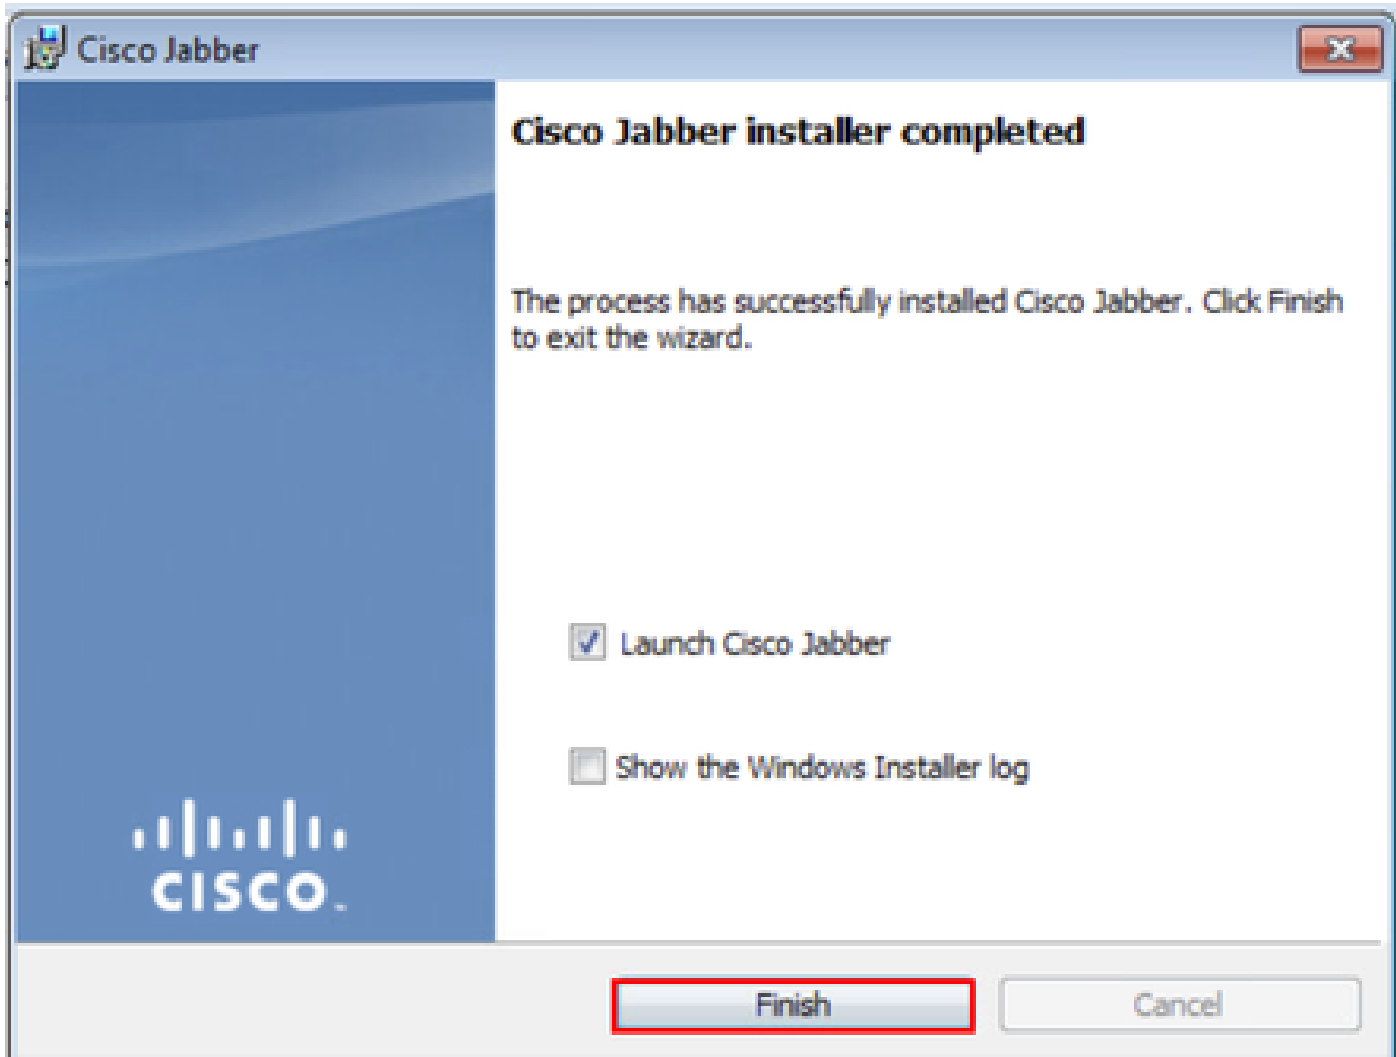 Cisco Jabber
Cisco Jabber installer completed
The process has successfully installed Cisco Jabber. Click Finish
to exit the wizard.
Launch Cisco Jabber
Show the Windows Installer log
CISCO™
Finish
Cancel